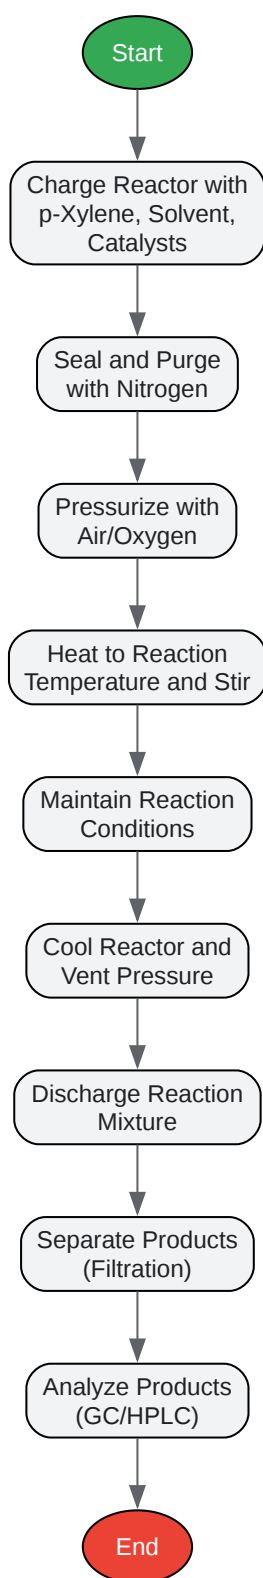 Start
Charge Reactor with
p-Xylene, Solvent,
Catalysts
Seal and Purge
with Nitrogen
Pressurize with
Air/Oxygen
Heat to Reaction
Temperature and Stir
Maintain Reaction
Conditions
Cool Reactor and
Vent Pressure
Discharge Reaction
Mixture
Separate Products
(Filtration)
Analyze Products
(GC/HPLC)
End